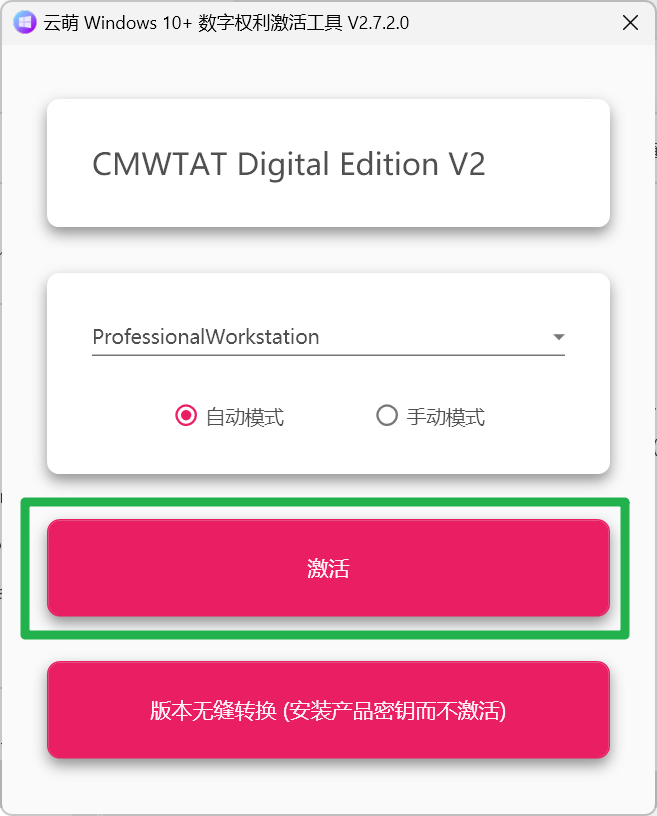 云萌 Windows 10+ 数字权利激活工具 V2.7.2.0
CMWTAT Digital Edition V2
ProfessionalWorkstation
自动模式 手动模式
激活
版本无缝转换 (安装产品密钥而不激活)